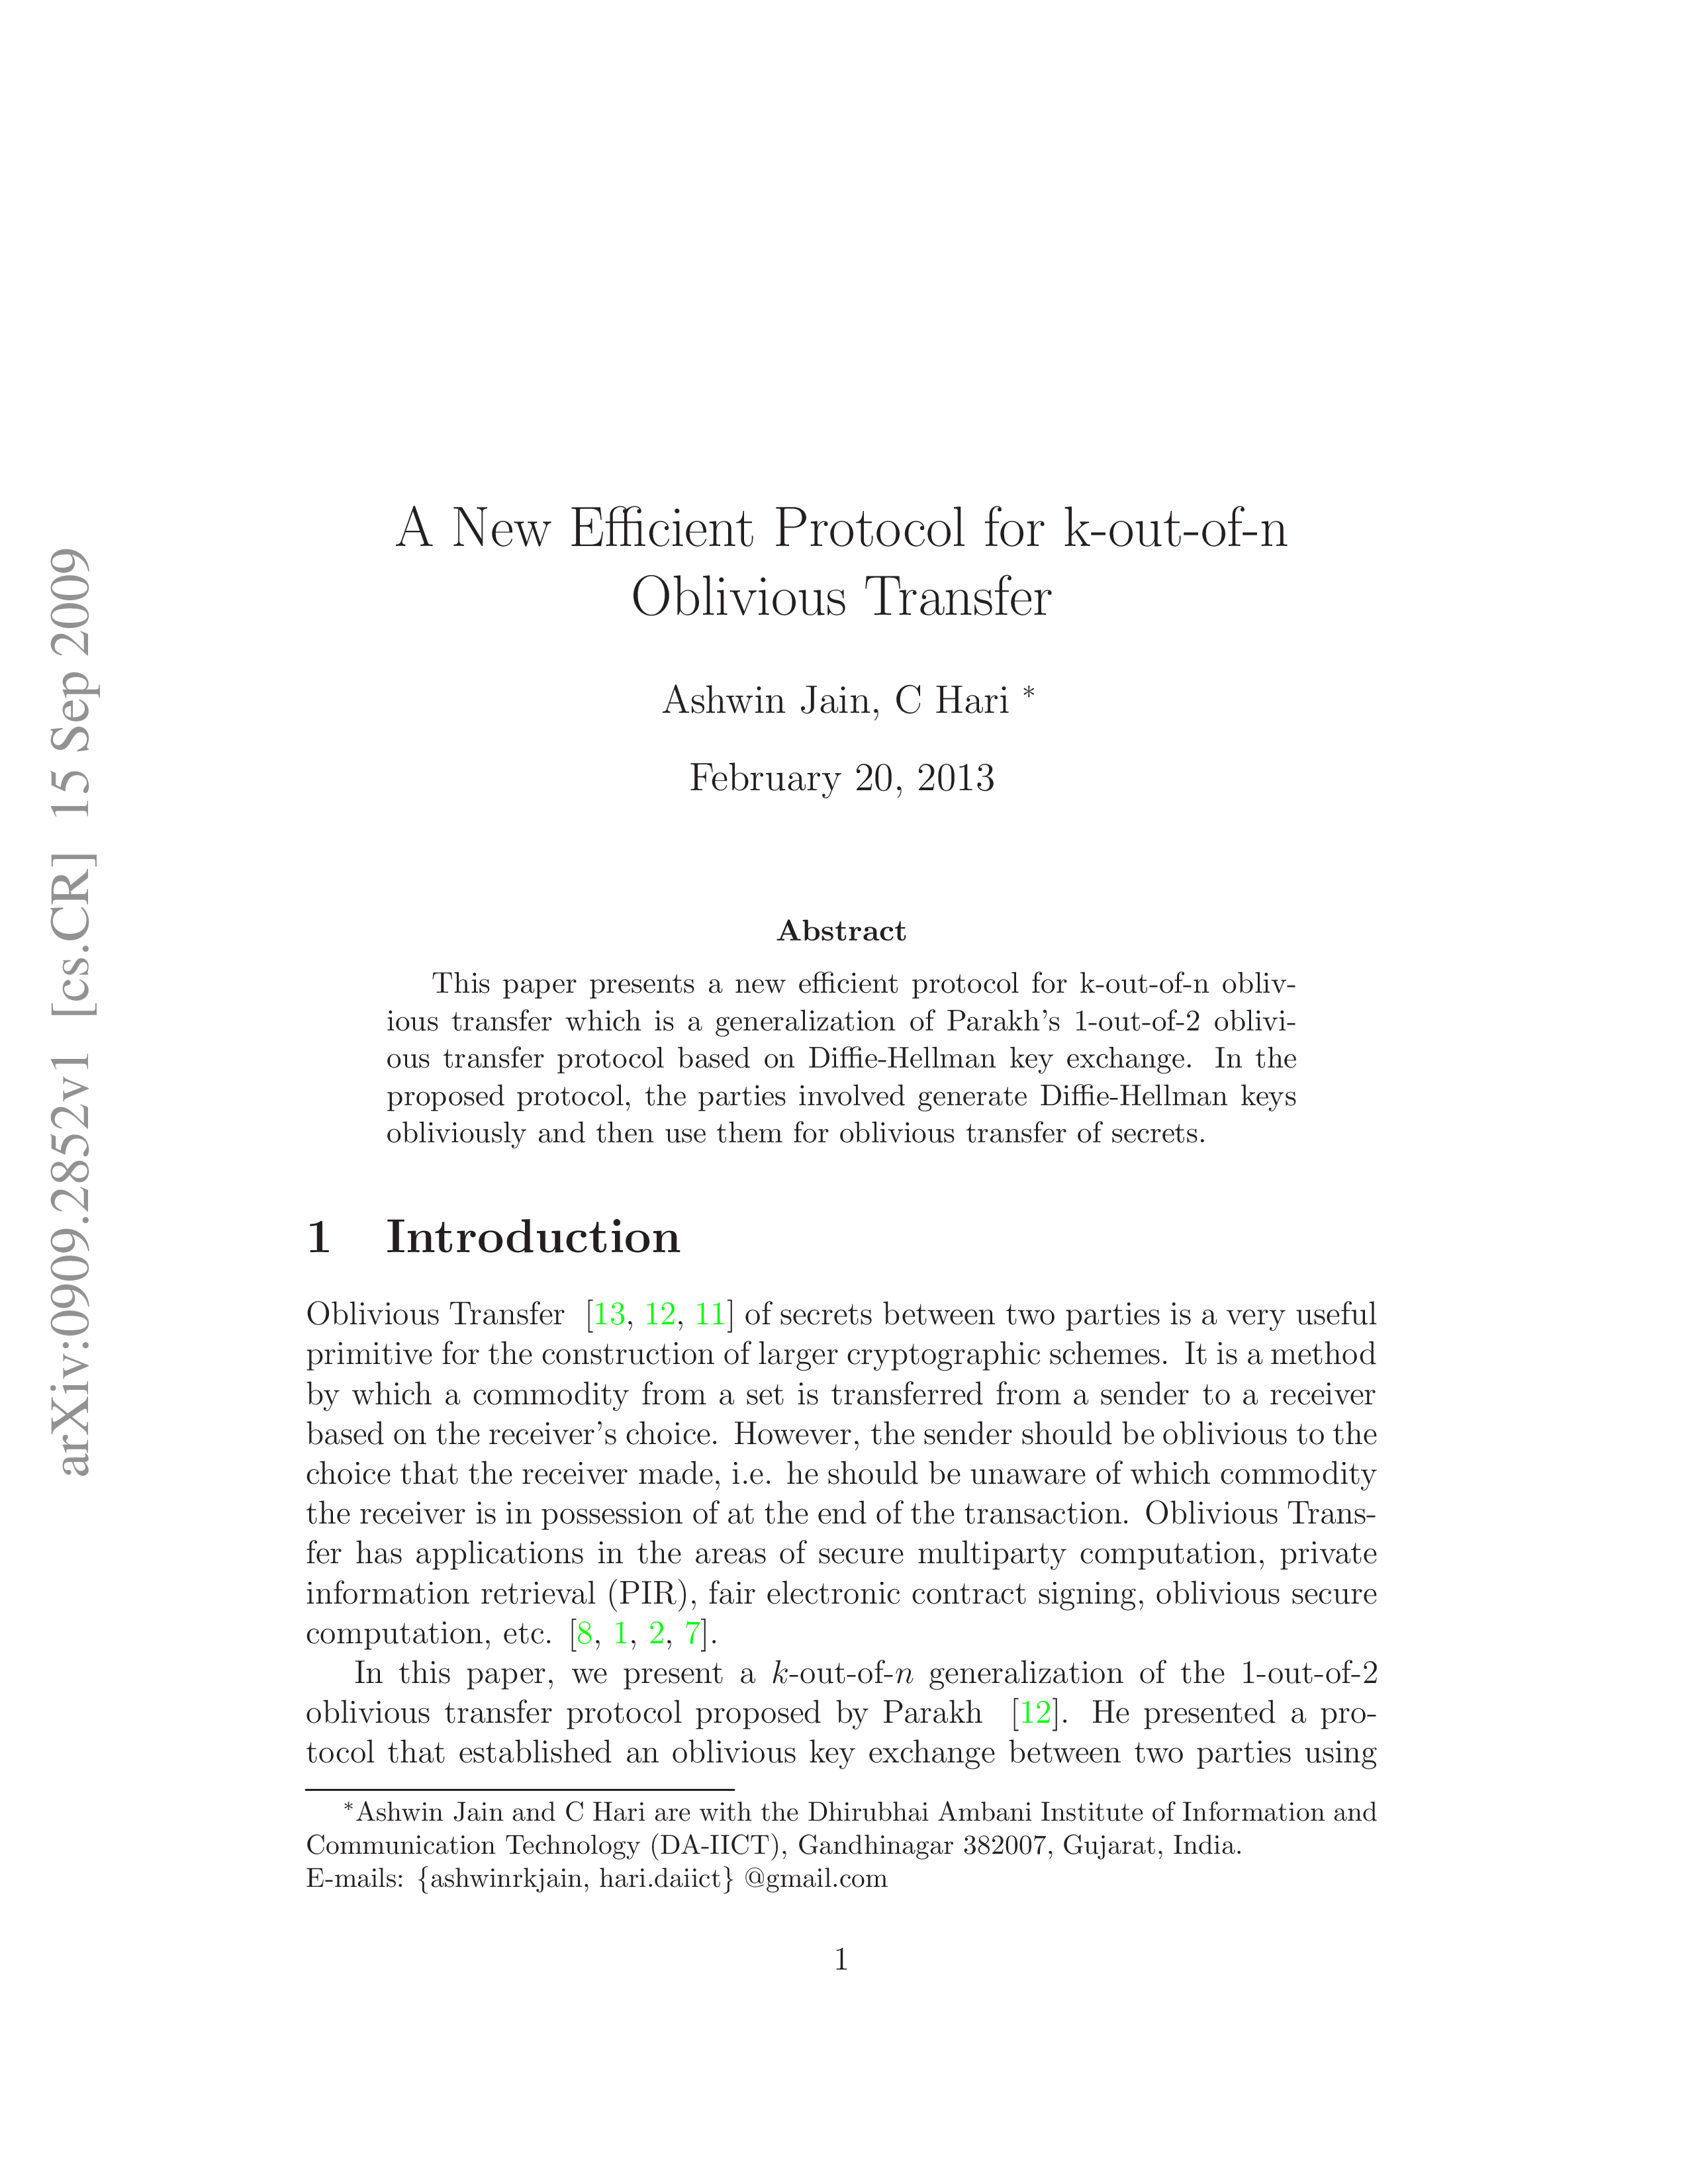 arXiv:0909.2852v1 [cs.CR] 15 Sep 2009
A New Efficient Protocol for k-out-of-n
Oblivious Transfer
Ashwin Jain, C Hari *
February 20, 2013
Abstract
This paper presents a new efficient protocol for k-out-of-n obliv-
ious transfer which is a generalization of Parakh's 1-out-of-2 oblivi-
ous transfer protocol based on Diffie-Hellman key exchange. In the
proposed protocol, the parties involved generate Diffie-Hellman keys
obliviously and then use them for oblivious transfer of secrets.
1 Introduction
Oblivious Transfer [13, 12, 11] of secrets between two parties is a very useful
primitive for the construction of larger cryptographic schemes. It is a method
by which a commodity from a set is transferred from a sender to a receiver
based on the receiver's choice. However, the sender should be oblivious to the
choice that the receiver made, i.e. he should be unaware of which commodity
the receiver is in possession of at the end of the transaction. Oblivious Trans-
fer has applications in the areas of secure multiparty computation, private
information retrieval (PIR), fair electronic contract signing, oblivious secure
computation, etc. [8, 1, 2, 7].
In this paper, we present a k-out-of-n generalization of the 1-out-of-2
oblivious transfer protocol proposed by Parakh [12]. He presented a pro-
tocol that established an oblivious key exchange between two parties using
*Ashwin Jain and C Hari are with the Dhirubhai Ambani Institute of Information and
Communication Technology (DA-IICT), Gandhinagar 382007, Gujarat, India.
E-mails: {ashwinrkjain, hari.daiict} @gmail.com
1